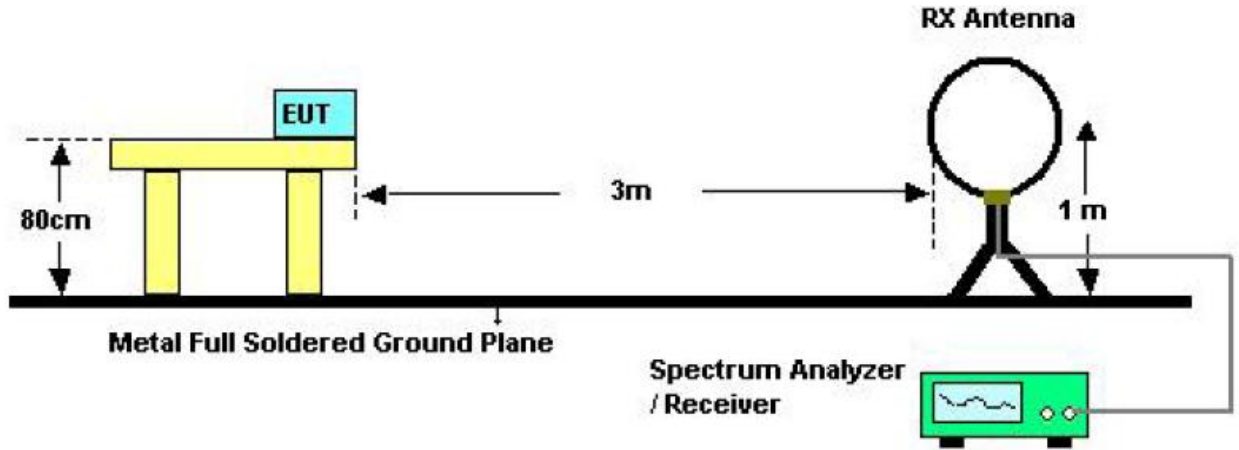 RX Antenna
EUT
3m
80cm
1 m
Metal Full Soldered Ground Plane
Spectrum Analyzer
/ Receiver